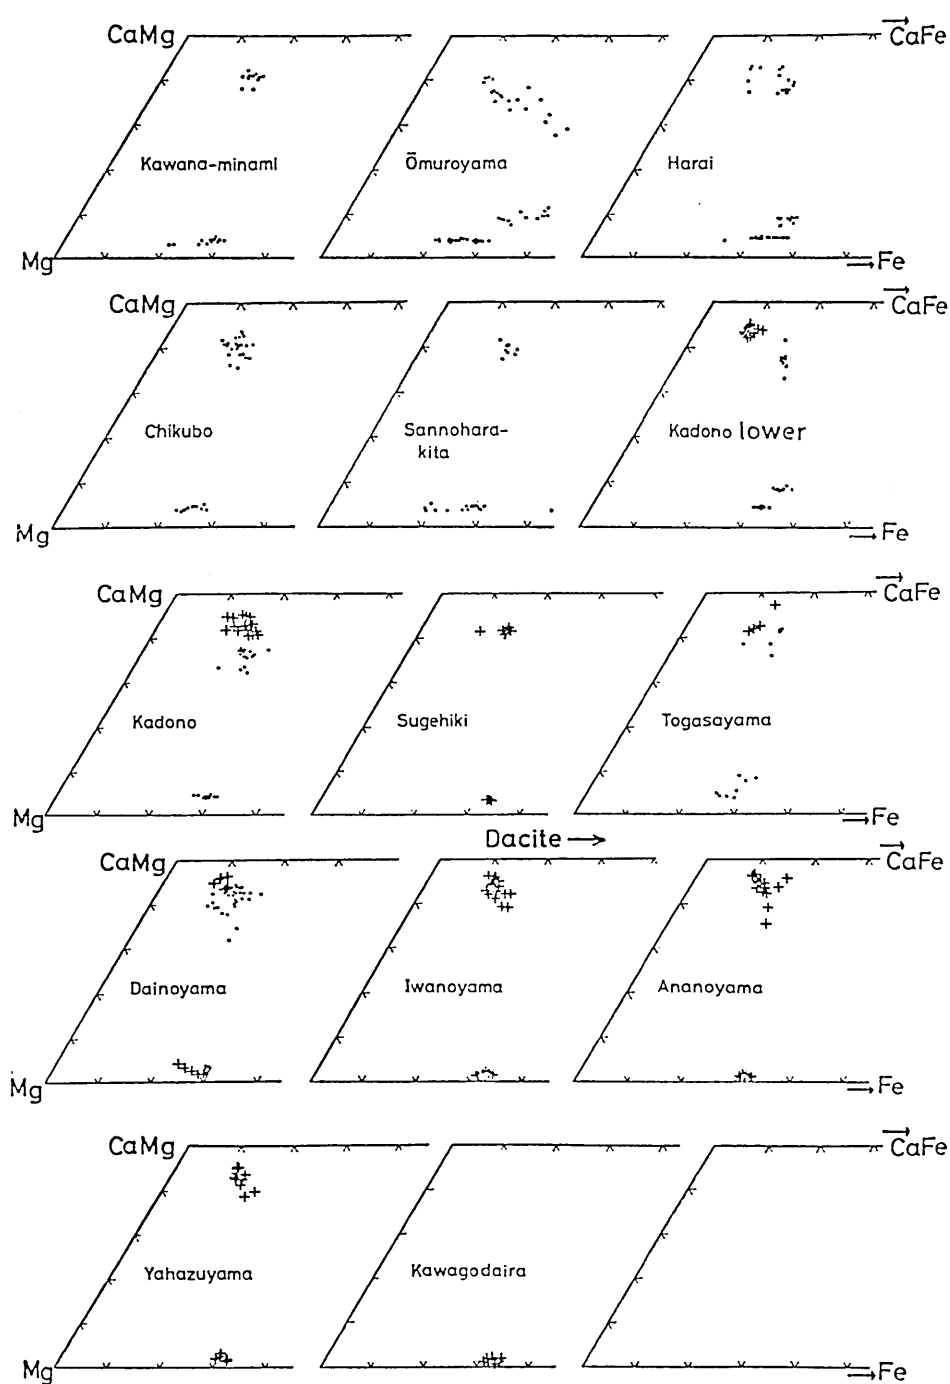 CaMg → CaFe
Kawana-minami Ōmuroyama Harai
Mg → Fe
CaMg → CaFe
Chikubo Sannohara-kita Kadono lower
Mg → Fe
CaMg → CaFe
Kadono Sugehiki Togasayama
Mg → Fe
Dacite →
CaMg → CaFe
Dainoyama Iwanoyama Ananoyama
Mg → Fe
CaMg → CaFe
Yahazuyama Kawagodaira
Mg → Fe